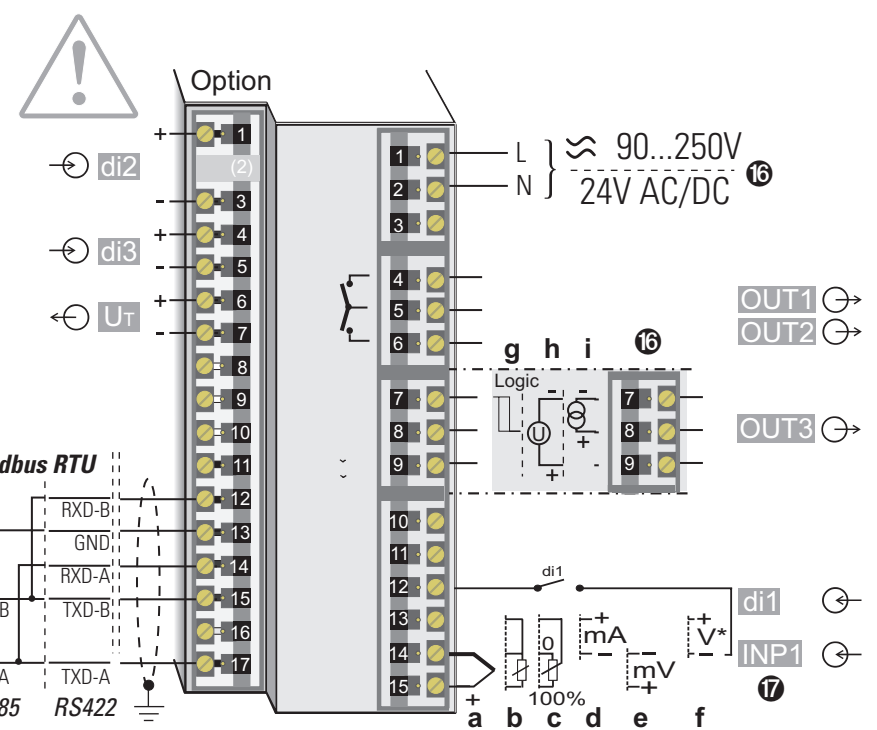 Option
+ 1
di2
(2)
- 3
+ 4
di3
- 5
+ 6
UT
- 7
8
9
10
11
12
13
14
15
16
17
1
2
3
4
5
6
7
8
9
10
11
12
13
14
15
L
N
90...250V
24V AC/DC
16
OUT1
OUT2
g h i 16
Logic
- -
U
+
+ -
7
8
9
OUT3
dbus RTU
RXD-B
GND
RXD-A
B TXD-B
A TXD-A
85 RS422
di1
di1
INP1
17
0
100%
+
mA
-
-
mV
+
+
V*
-
+
a b c d e f